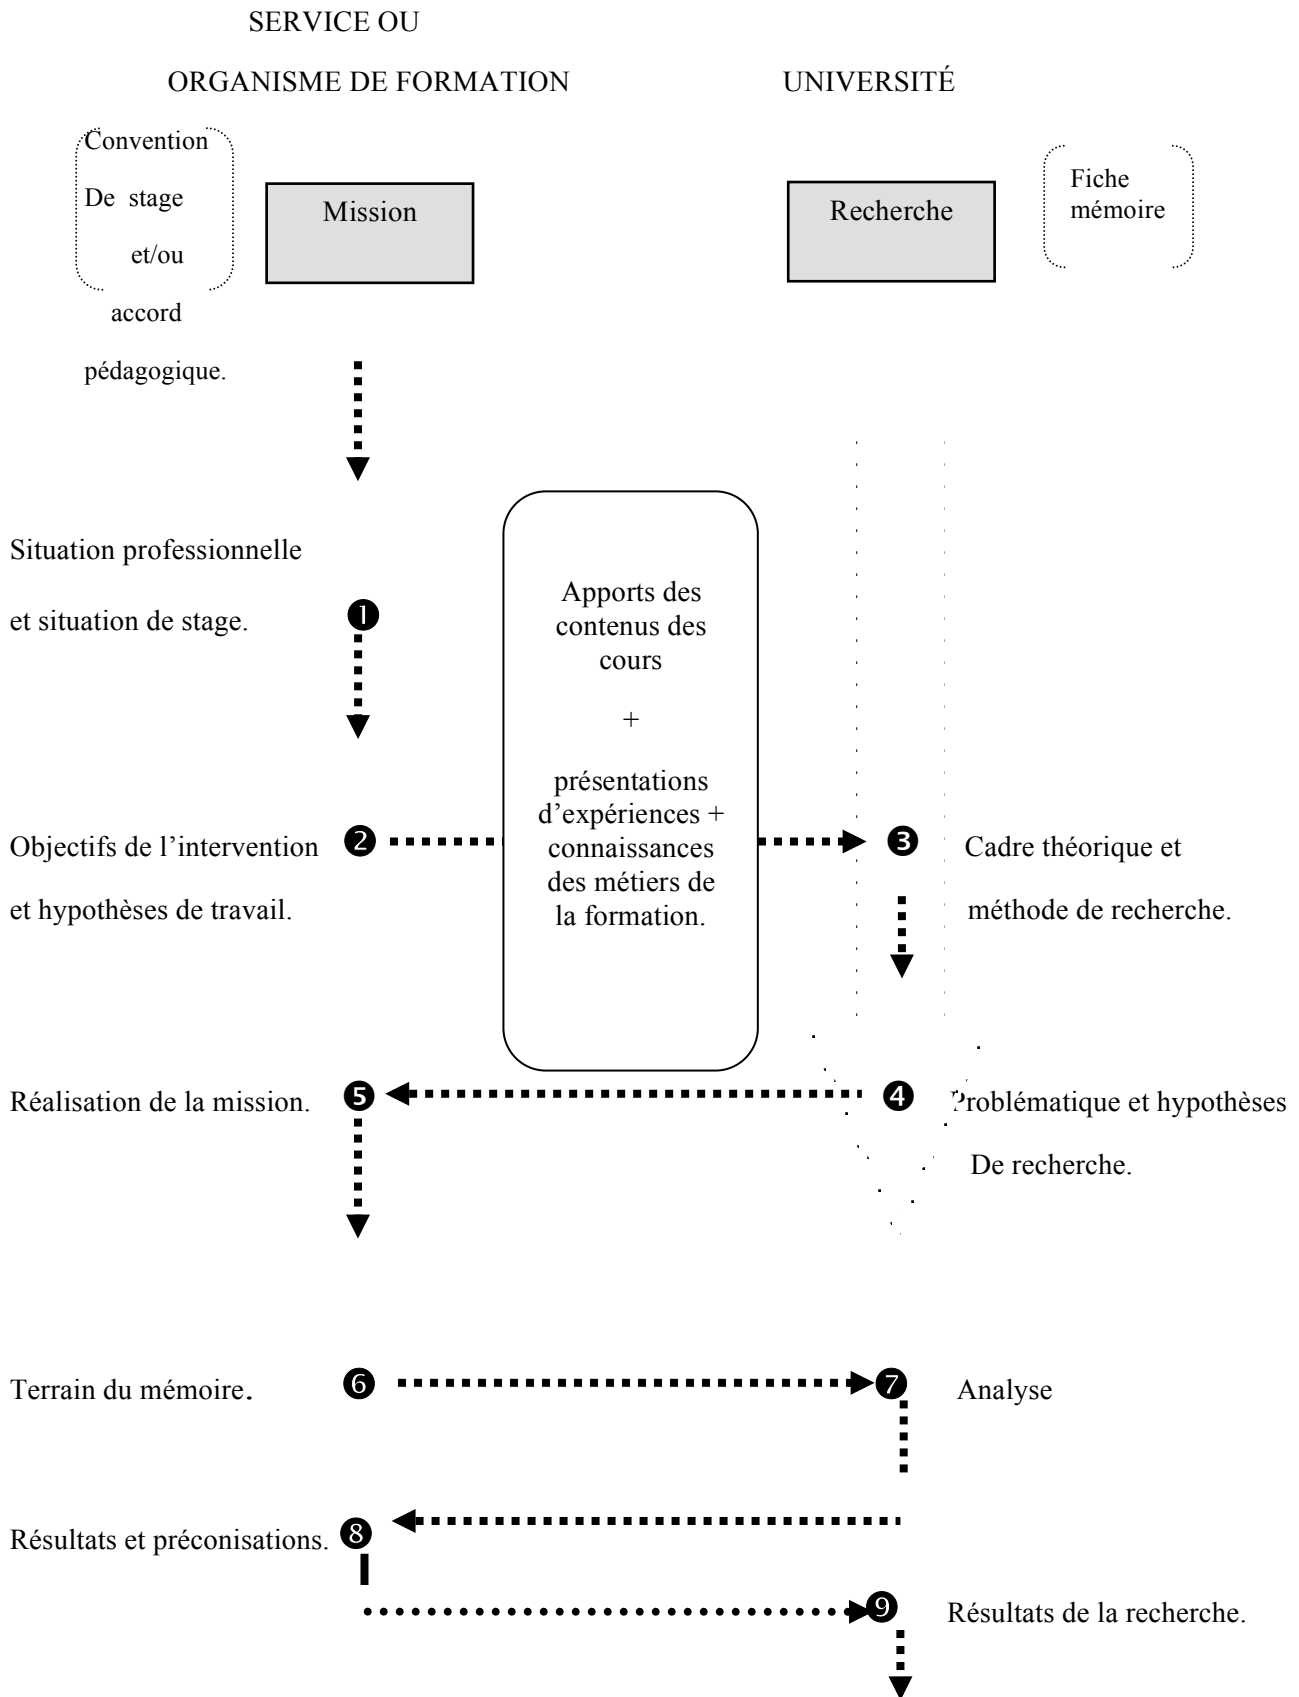 SERVICE OU
ORGANISME DE FORMATION
UNIVERSITÉ
Convention
De stage
et/ou
accord
pédagogique.
Mission
Recherche
Fiche
mémoire
Situation professionnelle
et situation de stage.
❶
Apports des
contenus des
cours
+
présentations
d’expériences +
connaissances
des métiers de
la formation.
Objectifs de l’intervention
et hypothèses de travail.
❷
❸
Cadre théorique et
méthode de recherche.
Réalisation de la mission.
❺
❹
Problématique et hypothèses
De recherche.
Terrain du mémoire.
❻
❼
Analyse
Résultats et préconisations.
❽
❾
Résultats de la recherche.